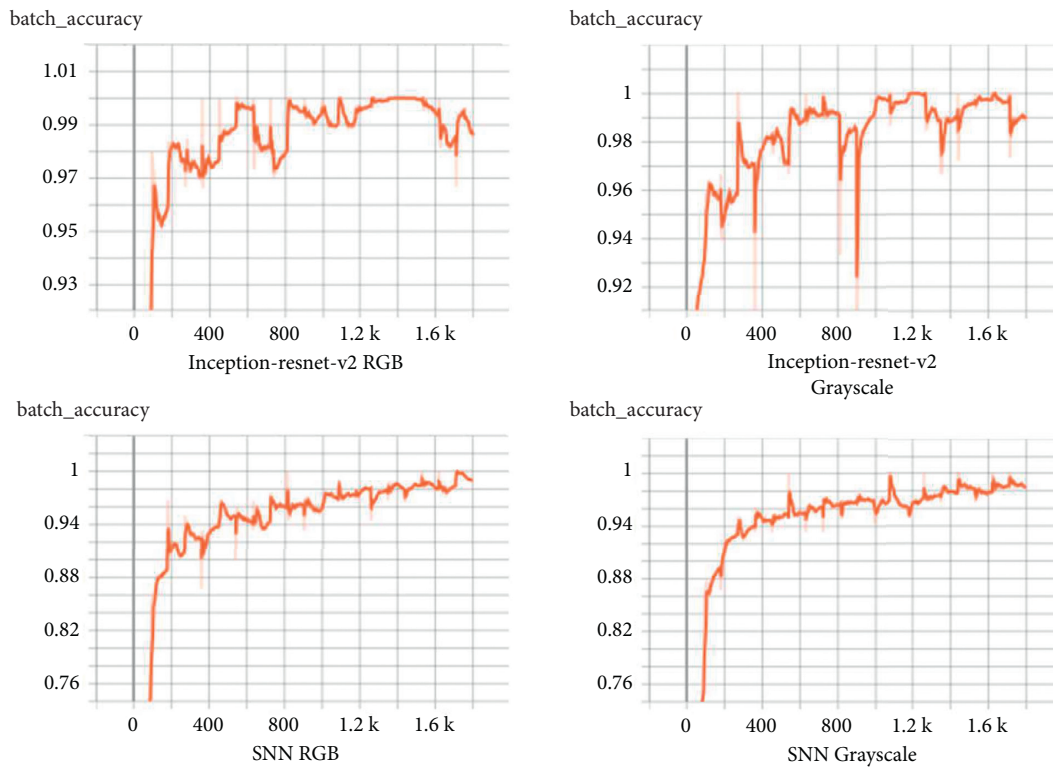 batch_accuracy
1.01
0.99
0.97
0.95
0.93
0 400 800 1.2 k 1.6 k
Inception-resnet-v2 RGB
batch_accuracy
1
0.98
0.96
0.94
0.92
0 400 800 1.2 k 1.6 k
Inception-resnet-v2
Grayscale
batch_accuracy
1
0.94
0.88
0.82
0.76
0 400 800 1.2 k 1.6 k
SNN RGB
batch_accuracy
1
0.94
0.88
0.82
0.76
0 400 800 1.2 k 1.6 k
SNN Grayscale